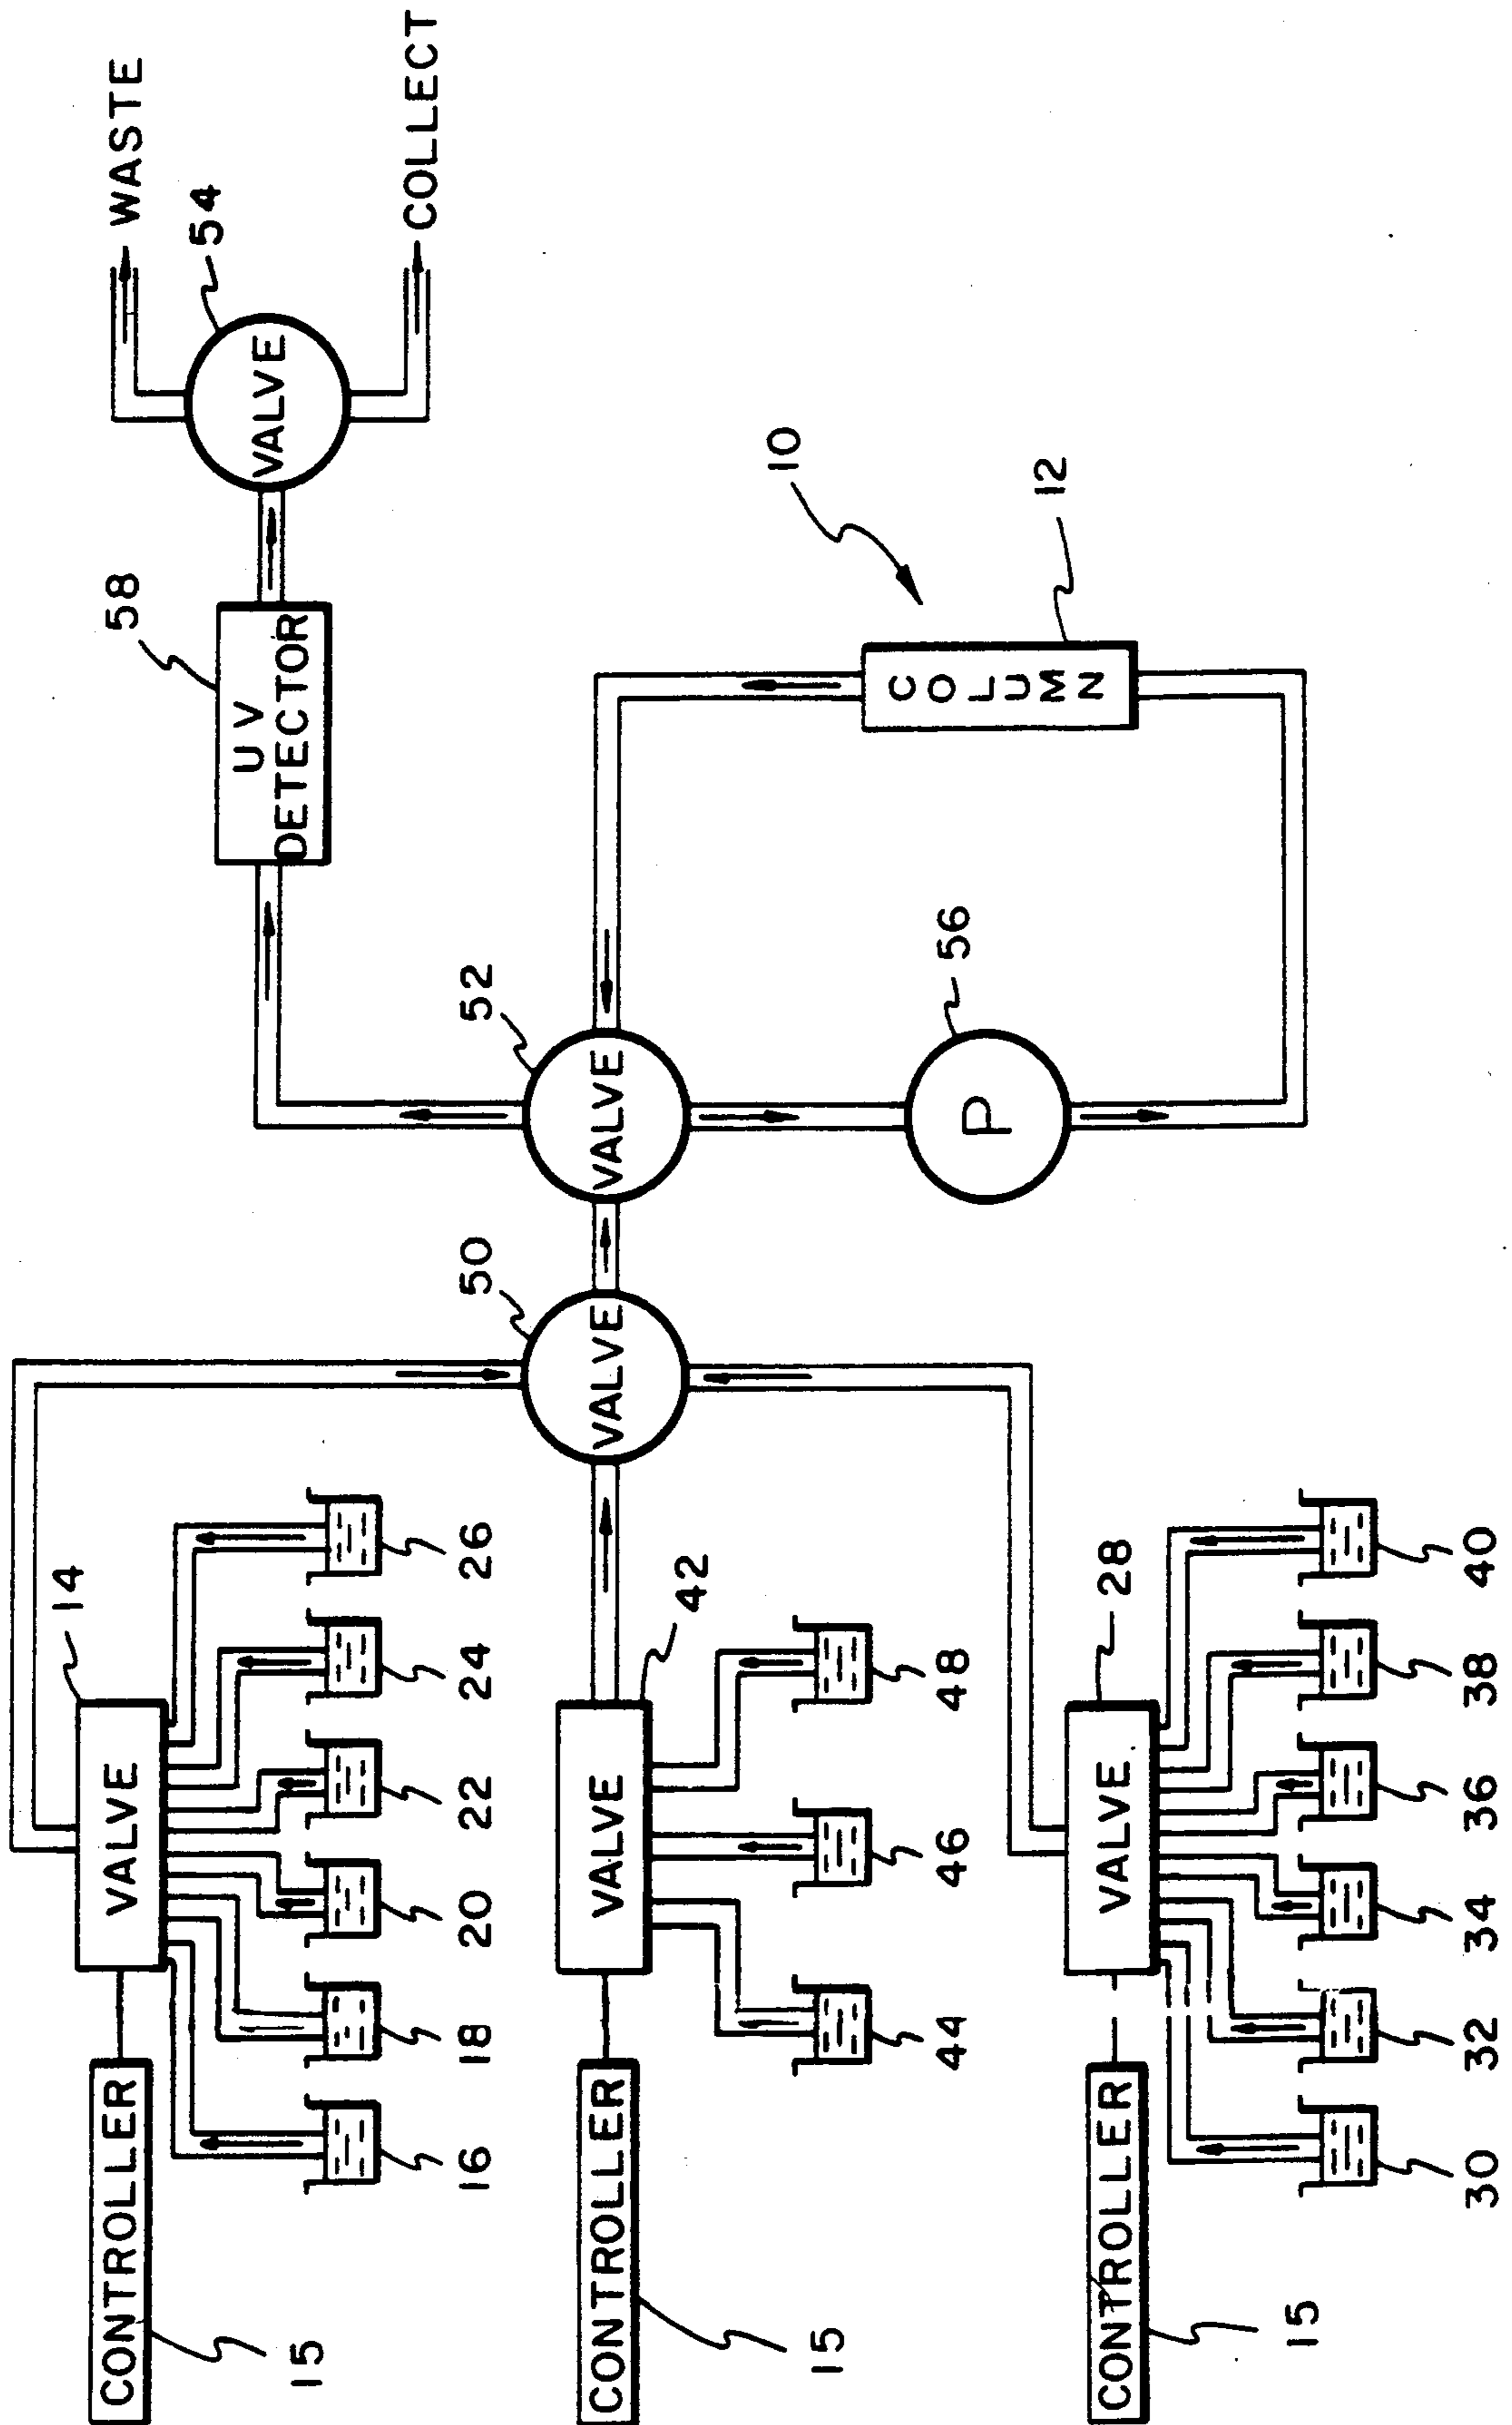 WASTE
54
VALVE
COLLECT
58
UV
DETECTOR
10
12
COLUMN
52
VALVE
56
P
50
VALVE
14
VALVE
CONTROLLER
15
16
18
20
22
24
26
42
VALVE
CONTROLLER
15
44
46
48
28
VALVE
CONTROLLER
15
30
32
34
36
38
40